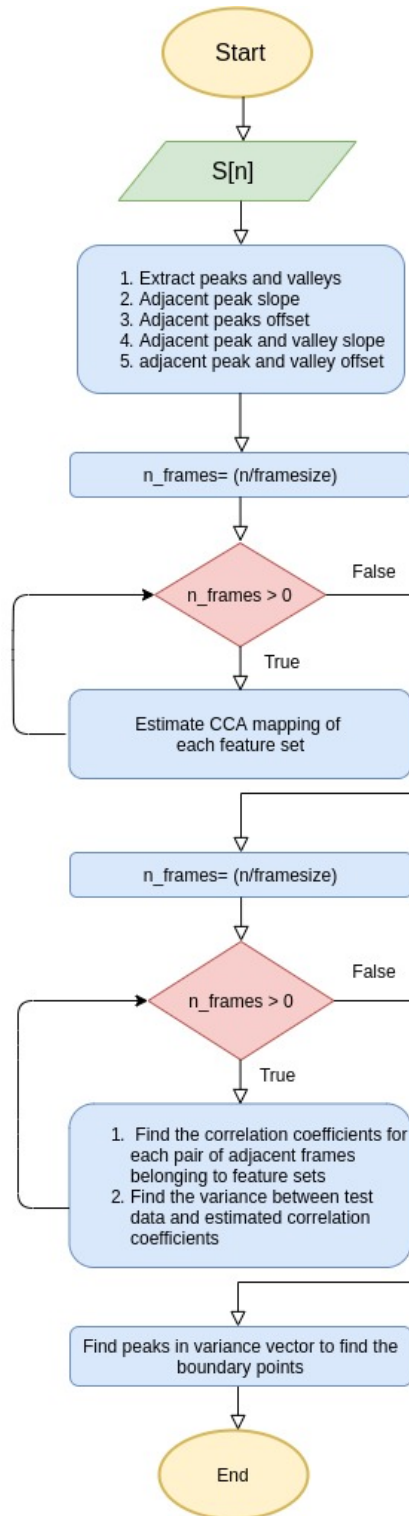 Start
S[n]
1. Extract peaks and valleys
2. Adjacent peak slope
3. Adjacent peaks offset
4. Adjacent peak and valley slope
5. adjacent peak and valley offset
n_frames= (n/framesize)
n_frames > 0
False
True
Estimate CCA mapping of
each feature set
n_frames= (n/framesize)
n_frames > 0
False
True
1. Find the correlation coefficients for
each pair of adjacent frames
belonging to feature sets
2. Find the variance between test
data and estimated correlation
coefficients
Find peaks in variance vector to find the
boundary points
End